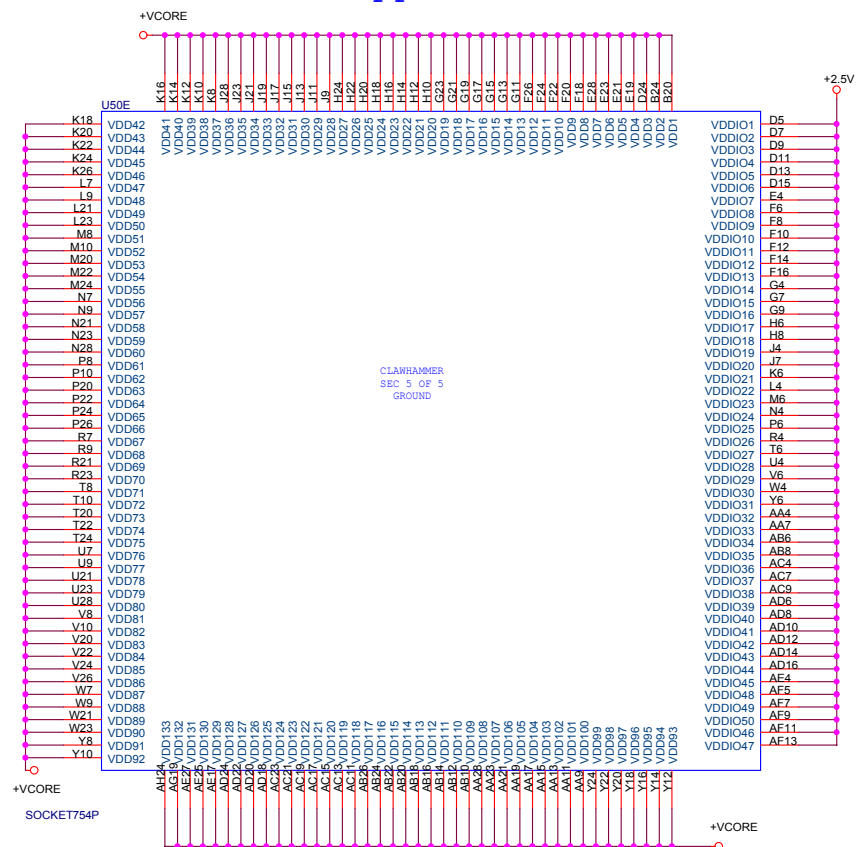 +VCORE
+2.5V
K16 K14 K12 K10 K8 J28 J23 J21 J19 J17 J15 J13 J11 J9 H24 H22 H20 H18 H16 H14 H12 H10 G23 G21 G19 G17 G15 G13 G11 F26 F24 F22 F20 F18 E28 E23 E21 E19 D24 B24 B20
U50E
VDD41 VDD40 VDD39 VDD38 VDD37 VDD36 VDD35 VDD34 VDD33 VDD32 VDD31 VDD30 VDD29 VDD28 VDD27 VDD26 VDD25 VDD24 VDD23 VDD22 VDD21 VDD20 VDD19 VDD18 VDD17 VDD16 VDD15 VDD14 VDD13 VDD12 VDD11 VDD10 VDD9 VDD8 VDD7 VDD6 VDD5 VDD4 VDD3 VDD2 VDD1
K18 VDD42
K20 VDD43
K22 VDD44
K24 VDD45
K26 VDD46
L7 VDD47
L9 VDD48
L21 VDD49
L23 VDD50
M8 VDD51
M10 VDD52
M20 VDD53
M22 VDD54
M24 VDD55
N7 VDD56
N9 VDD57
N21 VDD58
N23 VDD59
N28 VDD60
P8 VDD61
P10 VDD62
P20 VDD63
P22 VDD64
P24 VDD65
P26 VDD66
R7 VDD67
R9 VDD68
R21 VDD69
R23 VDD70
T8 VDD71
T10 VDD72
T20 VDD73
T22 VDD74
T24 VDD75
U7 VDD76
U9 VDD77
U21 VDD78
U23 VDD79
U28 VDD80
V8 VDD81
V10 VDD82
V20 VDD83
V22 VDD84
V24 VDD85
V26 VDD86
W7 VDD87
W9 VDD88
W21 VDD89
W23 VDD90
Y8 VDD91
Y10 VDD92
CLAWHAMMER
SEC 5 OF 5
GROUND
VDDIO1 D5
VDDIO2 D7
VDDIO3 D9
VDDIO4 D11
VDDIO5 D13
VDDIO6 D15
VDDIO7 E4
VDDIO8 F6
VDDIO9 F8
VDDIO10 F10
VDDIO11 F12
VDDIO12 F14
VDDIO13 F16
VDDIO14 G4
VDDIO15 G7
VDDIO16 G9
VDDIO17 H6
VDDIO18 H8
VDDIO19 J4
VDDIO20 J7
VDDIO21 K6
VDDIO22 L4
VDDIO23 M6
VDDIO24 N4
VDDIO25 P6
VDDIO26 R4
VDDIO27 T6
VDDIO28 U4
VDDIO29 V6
VDDIO30 W4
VDDIO31 Y6
VDDIO32 AA4
VDDIO33 AA7
VDDIO34 AB6
VDDIO35 AB8
VDDIO36 AC4
VDDIO37 AC7
VDDIO38 AC9
VDDIO39 AD6
VDDIO40 AD8
VDDIO41 AD10
VDDIO42 AD12
VDDIO43 AD14
VDDIO44 AD16
VDDIO45 AE4
VDDIO48 AF5
VDDIO49 AF7
VDDIO50 AF9
VDDIO46 AF11
VDDIO47 AF13
VDD133 VDD132 VDD131 VDD130 VDD129 VDD128 VDD127 VDD126 VDD125 VDD124 VDD123 VDD122 VDD121 VDD120 VDD119 VDD118 VDD117 VDD116 VDD115 VDD114 VDD113 VDD112 VDD111 VDD110 VDD109 VDD108 VDD107 VDD106 VDD105 VDD104 VDD103 VDD102 VDD101 VDD100 VDD99 VDD98 VDD97 VDD96 VDD95 VDD94 VDD93
AH24 AG19 AE27 AE25 AE17 AD24 AD22 AD20 AD18 AC23 AC21 AC19 AC17 AC15 AC13 AC11 AB26 AB24 AB22 AB20 AB18 AB16 AB14 AB12 AB10 AA28 AA23 AA21 AA19 AA17 AA15 AA13 AA11 AA9 Y24 Y22 Y20 Y18 Y16 Y14 Y12
+VCORE
SOCKET754P
+VCORE